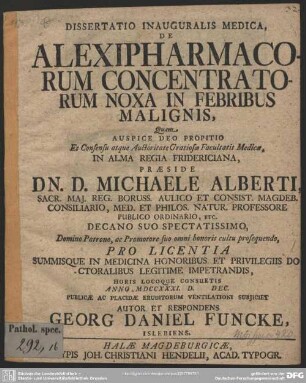 DISSERTATIO INAUGURALIS MEDICA,
DE
ALEXIPHARMACO-
RUM CONCENTRATO-
RUM NOXA IN FEBRIBUS
MALIGNIS,
Quam
AUSPICE DEO PROPITIO
Et Consensu atque Auctoritate Gratiosæ Facultatis Medicæ,
IN ALMA REGIA FRIDERICIANA,
PRÆSIDE
DN. D. MICHAELE ALBERTI,
SACR. MAJ. REG. BORUSS. AULICO ET CONSIST. MAGDEB.
CONSILIARIO, MED. ET PHILOS. NATUR. PROFESSORE
PUBLICO ORDINARIO, ETC.
DECANO SUO SPECTATISSIMO,
Domino Patrono, ac Promotore suo omni honoris cultu prosequendo,
PRO LICENTIA
SUMMISQUE IN MEDICINA HONORIBUS ET PRIVILEGIIS DO-
CTORALIBUS LEGITIME IMPETRANDIS,
HORIS LOCOQUE CONSUETIS
ANNO MDCCXXXI. D. DEC.
PUBLICÆ AC PLACIDÆ ERUDITORUM VENTILATIONI SUBJICIET
AUTOR ET RESPONDENS
GEORG DANIEL FUNCKE,
ISLEBIENS.
HALÆ MAGDEBURGICÆ,
TYPIS JOH. CHRISTIANI HENDELII, ACAD. TYPOGR.
Pathol. spec.
292, 16